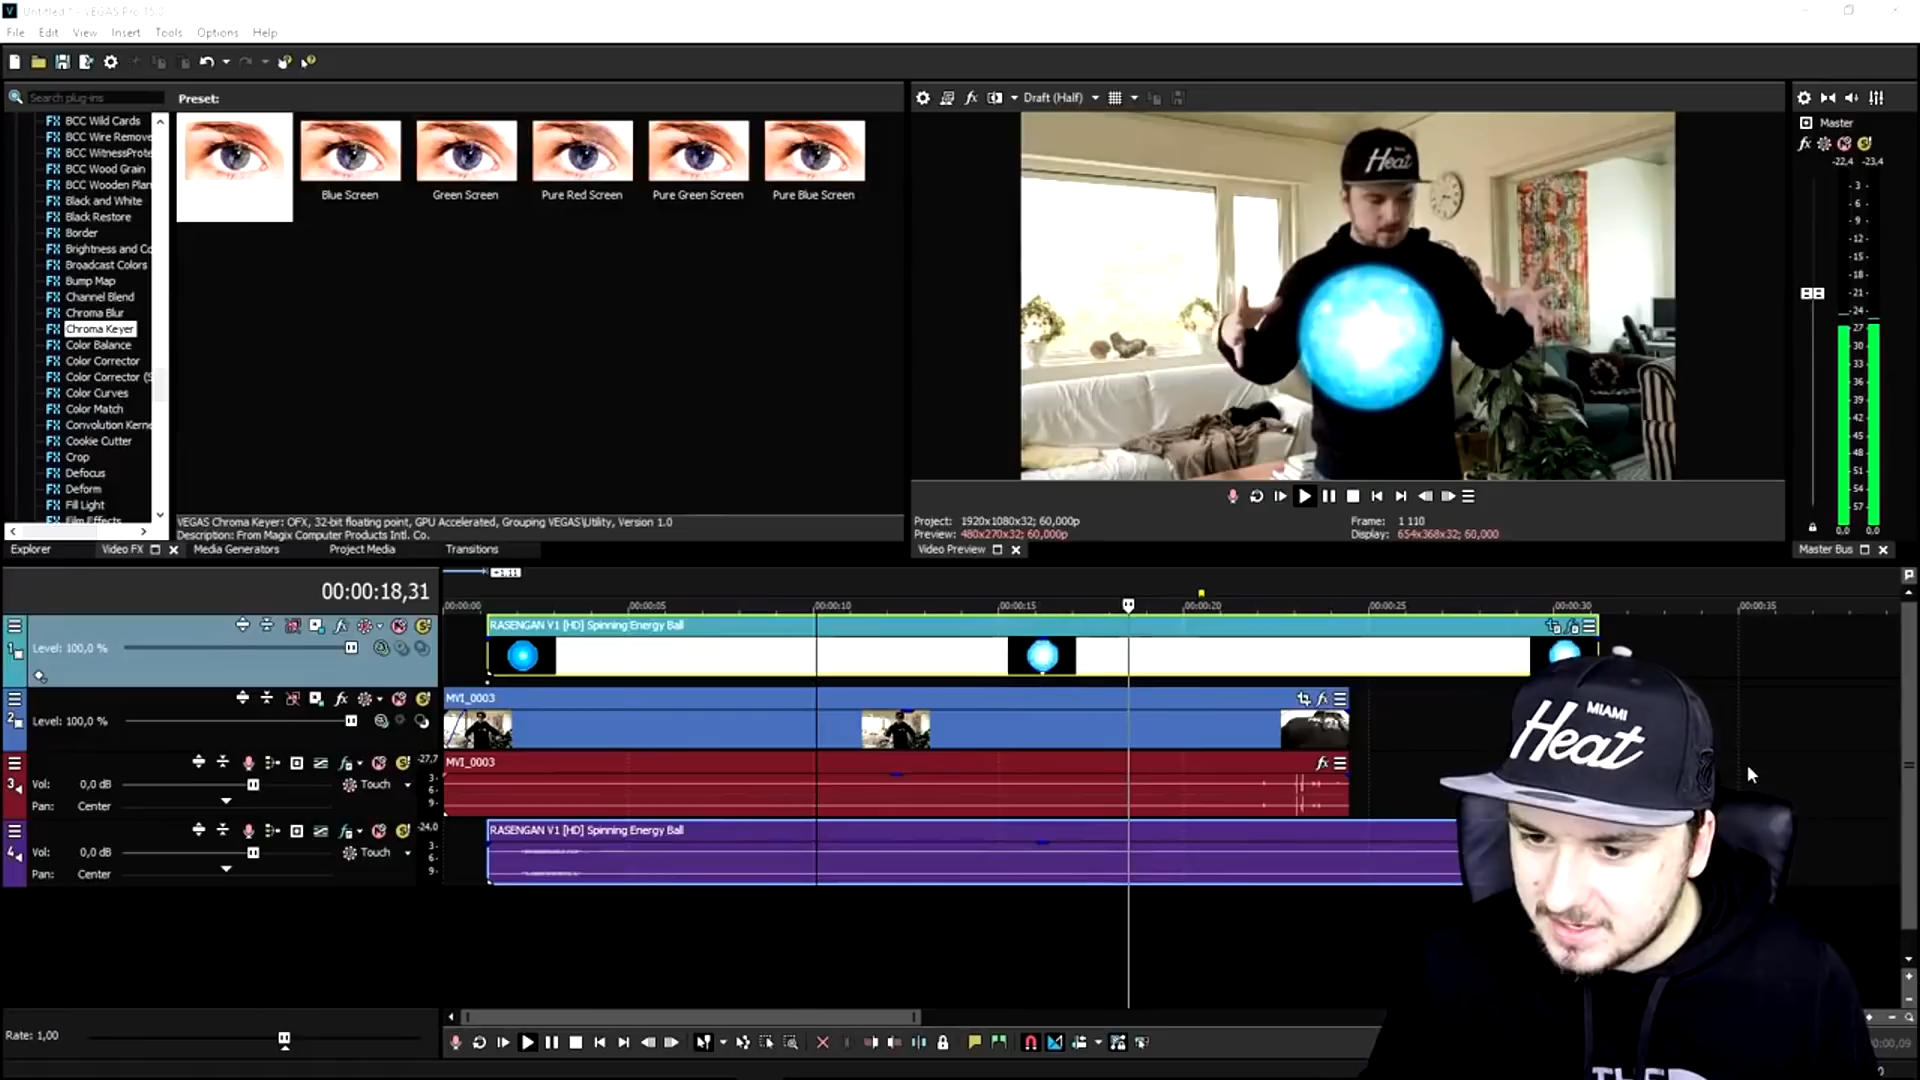 Untitled * - VEGAS Pro 15.0
File Edit View Insert Tools Options Help
Search plug-ins
Preset:
BCC Wild Cards
BCC Wire Remove
BCC WitnessProte
BCC Wood Grain
BCC Wooden Plan
Black and White
Black Restore
Border
Brightness and Co
Broadcast Colors
Bump Map
Channel Blend
Chroma Blur
Chroma Keyer
Color Balance
Color Corrector
Color Corrector (S
Color Curves
Color Match
Convolution Kerne
Cookie Cutter
Crop
Defocus
Deform
Fill Light
Film Effects
Blue Screen
Green Screen
Pure Red Screen
Pure Green Screen
Pure Blue Screen
VEGAS Chroma Keyer: OFX, 32-bit floating point, GPU Accelerated, Grouping VEGAS\Utility, Version 1.0
Description: From Magix Computer Products Intl. Co.
Explorer Video FX Media Generators Project Media Transitions
Draft (Half)
Heat
Project: 1920x1080x32; 60,000p
Preview: 480x270x32; 60,000p
Frame: 1 110
Display: 654x368x32; 60,000
Video Preview
Master
-22,4 -23,4
- 3 -
- 6 -
- 9 -
- 12 -
- 15 -
- 18 -
- 21 -
- 24 -
27
30
33
36
39
42
45
48
51
54
57
0,0 0,0
Master Bus
00:00:18,31
+1.11
00:00:00 00:00:05 00:00:10 00:00:15 00:00:20 00:00:25 00:00:30 00:00:35
1
Level: 100,0 %
RASENGAN V1 [HD] Spinning Energy Ball
2
Level: 100,0 %
MVI_0003
3
Vol: 0,0 dB Touch
Pan: Center
-27,7
3-
6-
9-
MVI_0003
4
Vol: 0,0 dB Touch
Pan: Center
-24,0
3-
6-
9-
RASENGAN V1 [HD] Spinning Energy Ball
Rate: 1,00
MIAMI
Heat